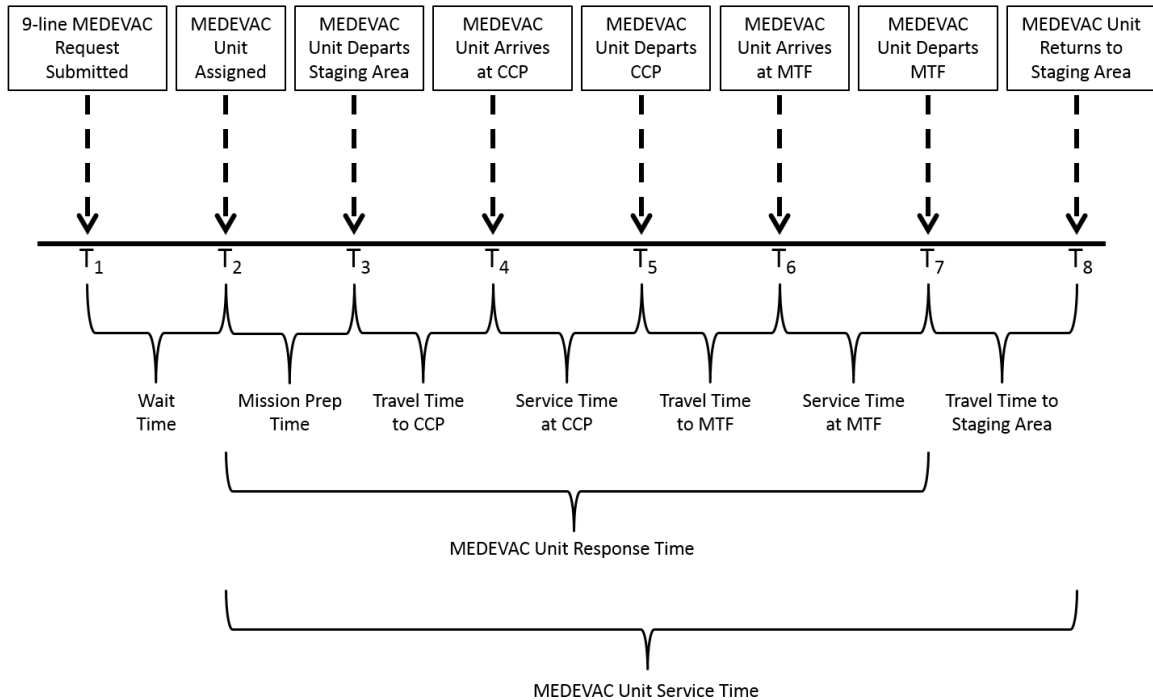 9-line MEDEVAC
Request
Submitted
MEDEVAC
Unit
Assigned
MEDEVAC
Unit Departs
Staging Area
MEDEVAC
Unit Arrives
at CCP
MEDEVAC
Unit Departs
CCP
MEDEVAC
Unit Arrives
at MTF
MEDEVAC
Unit Departs
MTF
MEDEVAC Unit
Returns to
Staging Area
T1
T2
T3
T4
T5
T6
T7
T8
Wait
Time
Mission Prep
Time
Travel Time
to CCP
Service Time
at CCP
Travel Time
to MTF
Service Time
at MTF
Travel Time to
Staging Area
MEDEVAC Unit Response Time
MEDEVAC Unit Service Time